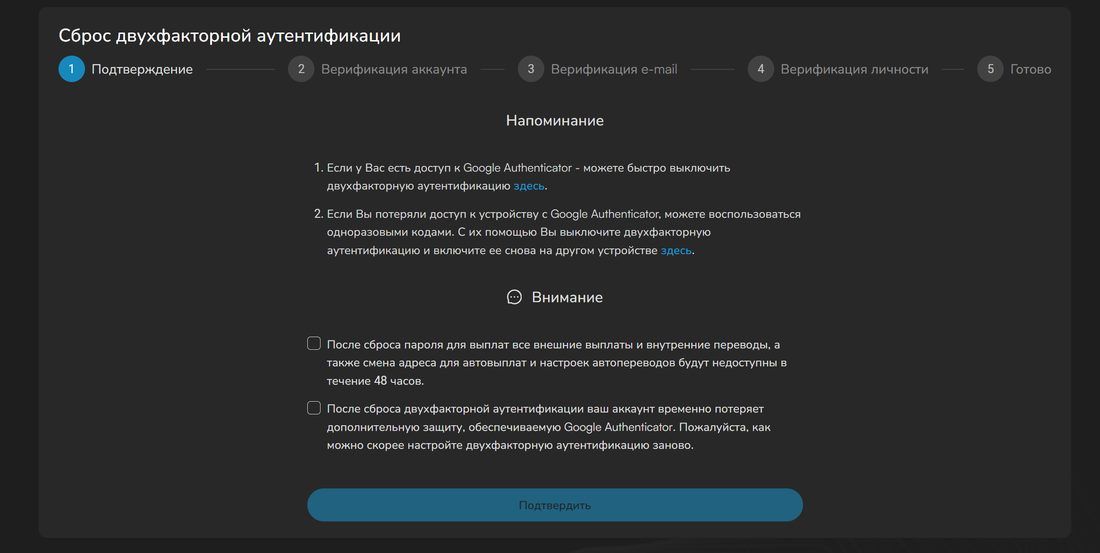 Сброс двухфакторной аутентификации
1 Подтверждение 2 Верификация аккаунта 3 Верификация e-mail 4 Верификация личности 5 Готово
Напоминание
1. Если у Вас есть доступ к Google Authenticator - можете быстро выключить
двухфакторную аутентификацию здесь.
2. Если Вы потеряли доступ к устройству с Google Authenticator, можете воспользоваться
одноразовыми кодами. С их помощью Вы выключите двухфакторную
аутентификацию и включите ее снова на другом устройстве здесь.
Внимание
После сброса пароля для выплат все внешние выплаты и внутренние переводы, а
также смена адреса для автовыплат и настроек автопереводов будут недоступны в
течение 48 часов.
После сброса двухфакторной аутентификации ваш аккаунт временно потеряет
дополнительную защиту, обеспечиваемую Google Authenticator. Пожалуйста, как
можно скорее настройте двухфакторную аутентификацию заново.
Подтвердить